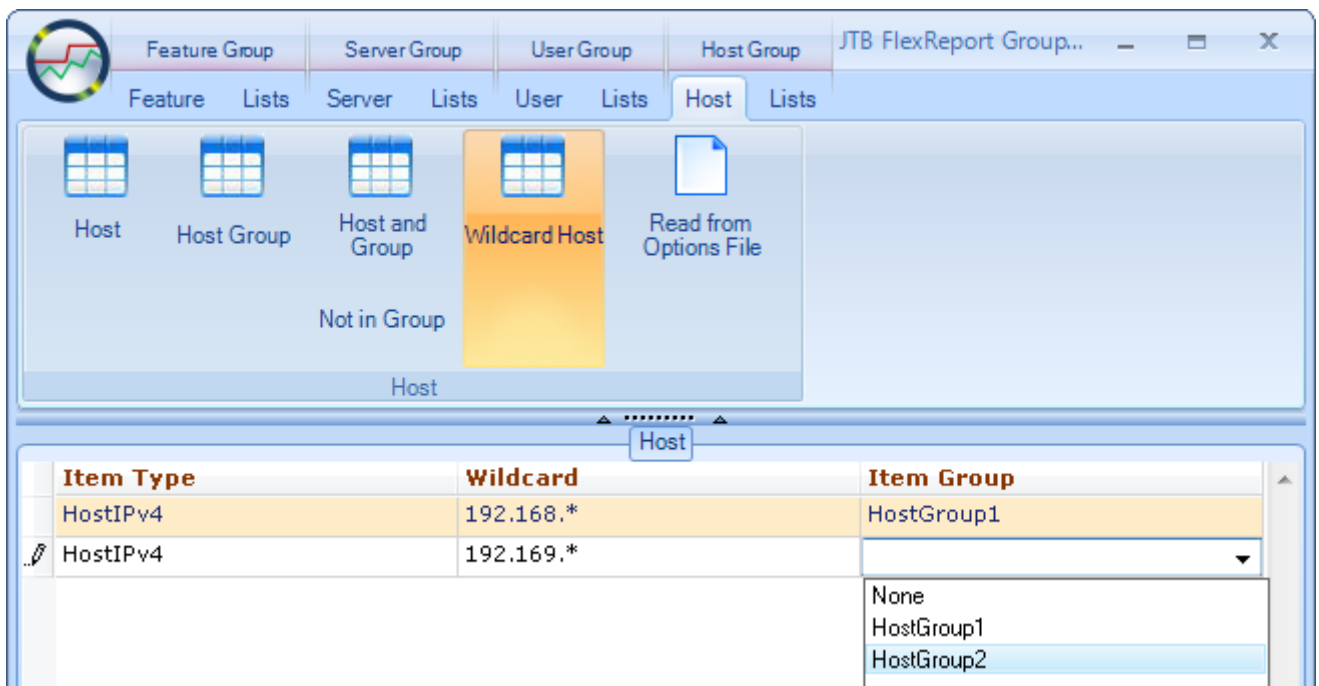 Feature Group Server Group User Group Host Group JTB FlexReport Group...
Feature Lists Server Lists User Lists Host Lists
Host
Host Group
Host and
Group
Wildcard Host
Read from
Options File
Not in Group
Host
Host
Item Type Wildcard Item Group
HostIPv4 192.168.* HostGroup1
HostIPv4 192.169.*
None
HostGroup1
HostGroup2